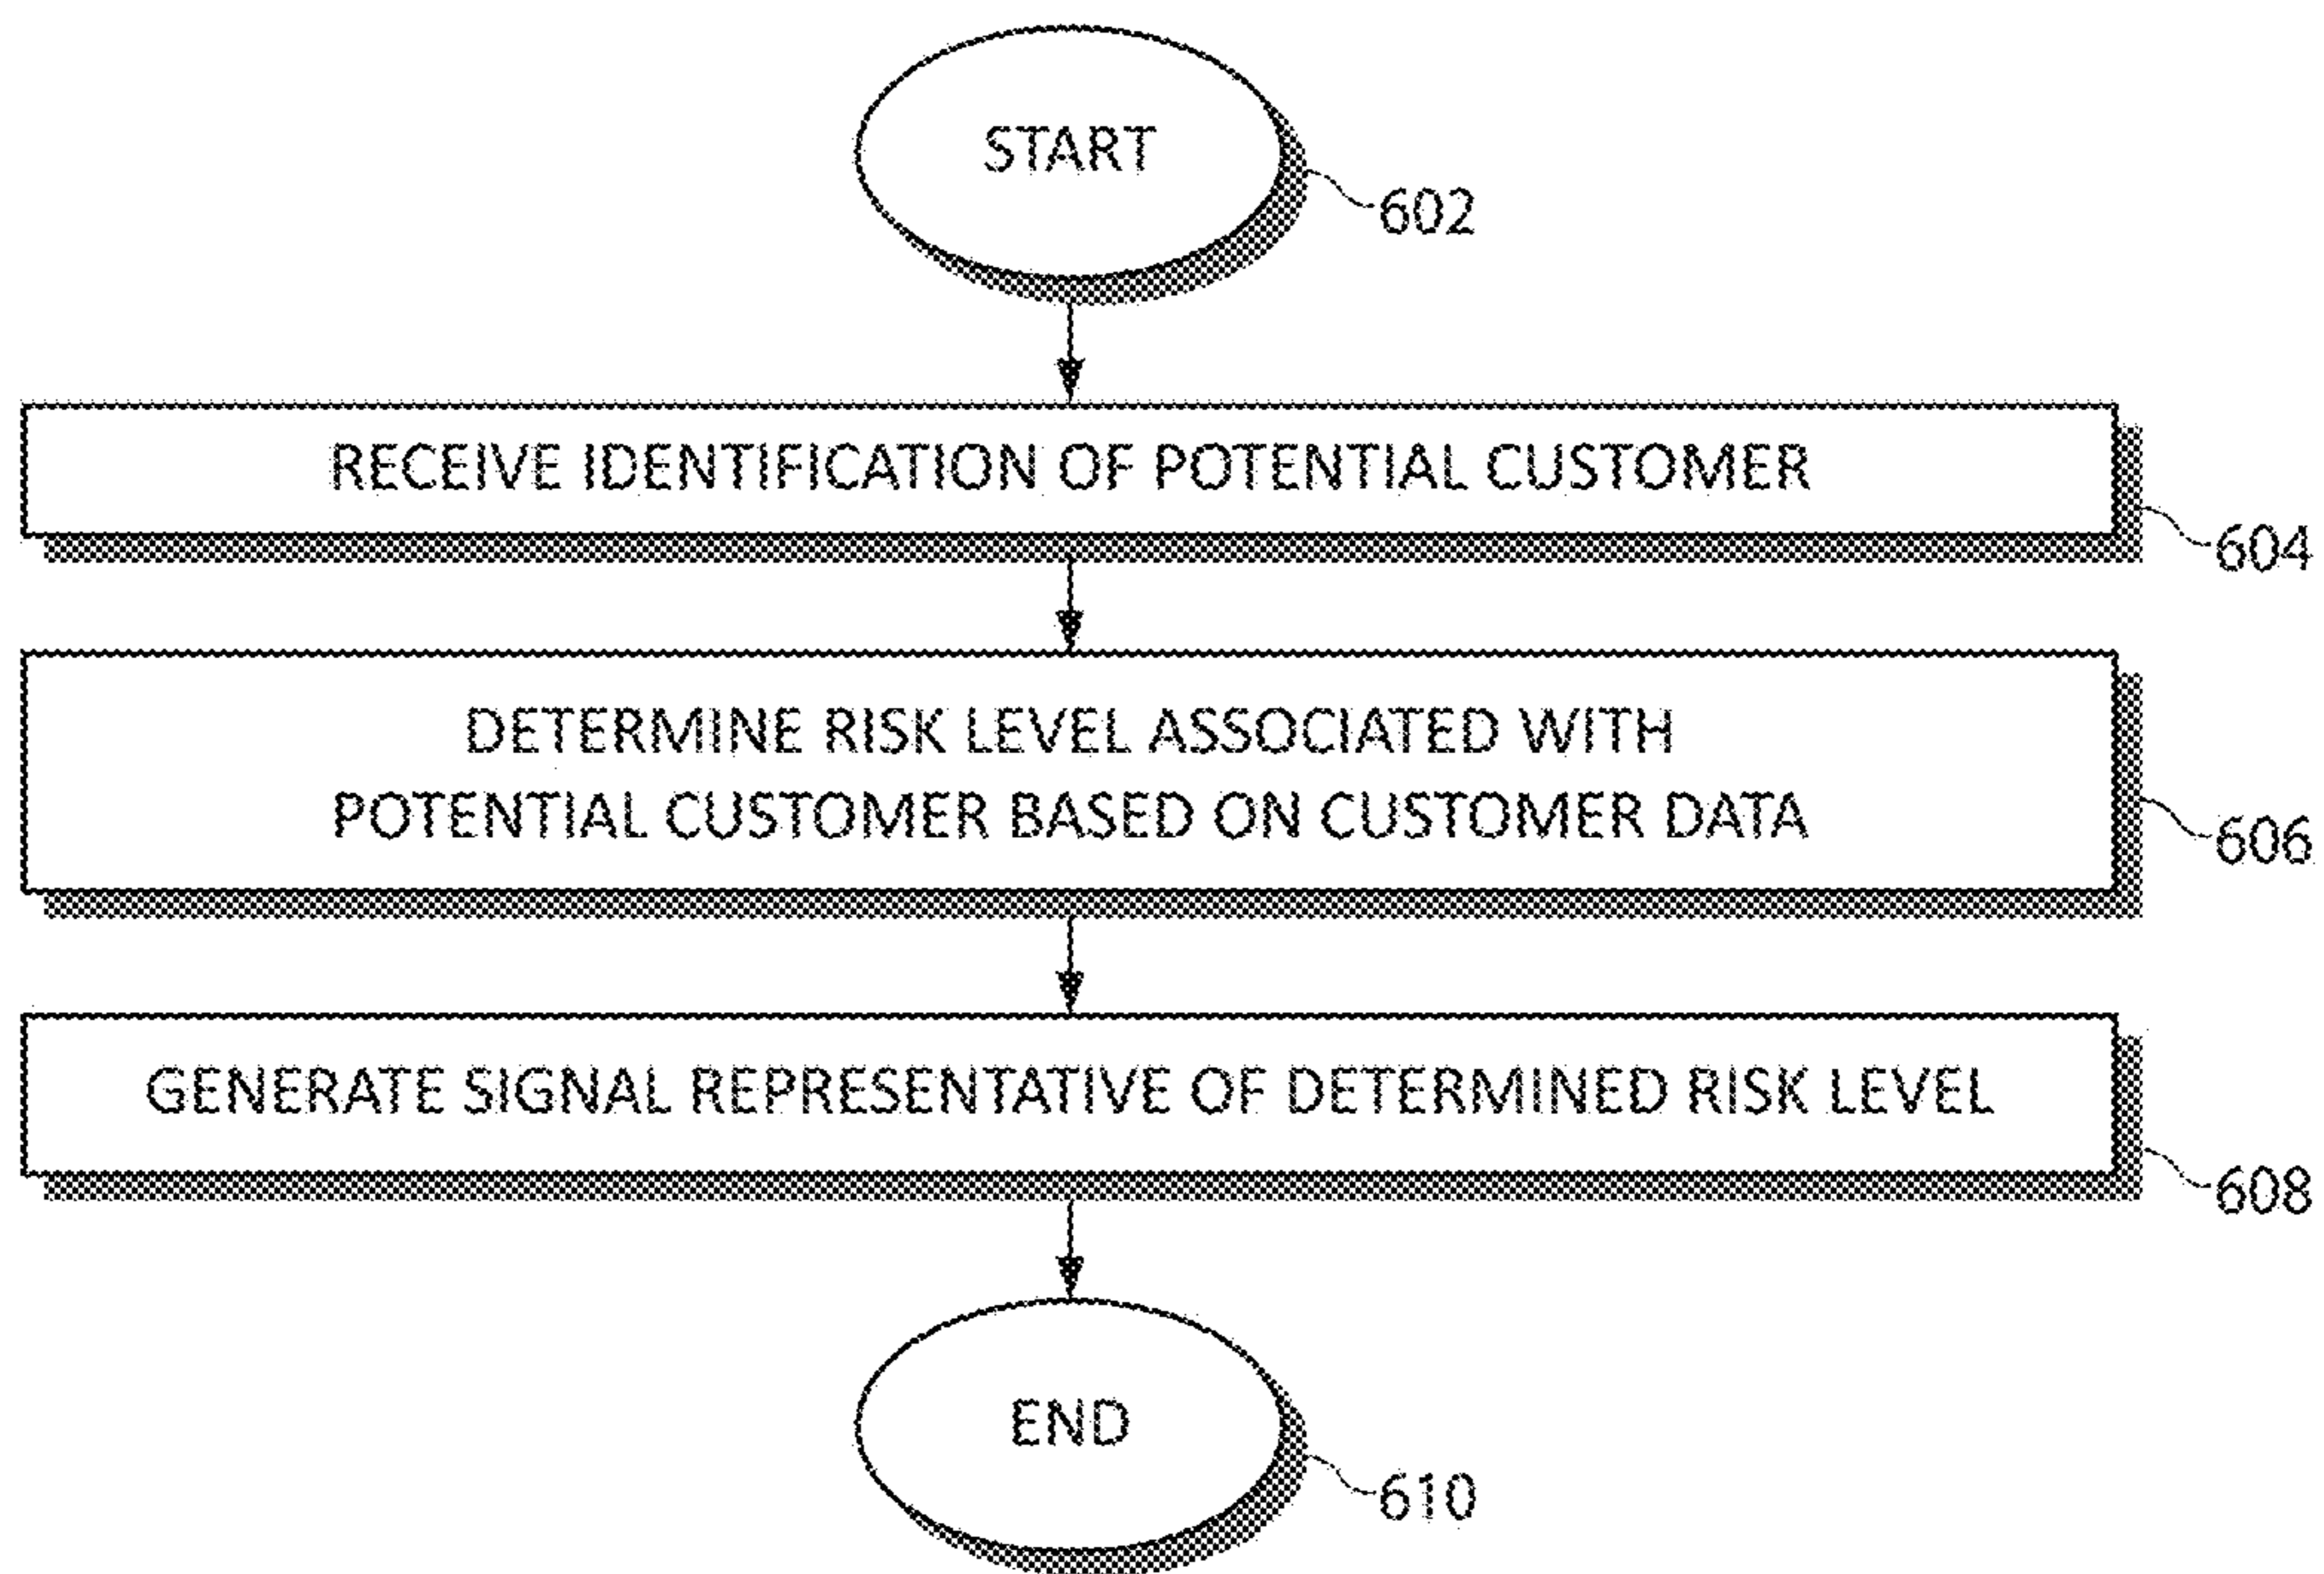 START
602
RECEIVE IDENTIFICATION OF POTENTIAL CUSTOMER
604
DETERMINE RISK LEVEL ASSOCIATED WITH
POTENTIAL CUSTOMER BASED ON CUSTOMER DATA
606
GENERATE SIGNAL REPRESENTATIVE OF DETERMINED RISK LEVEL
608
END
610